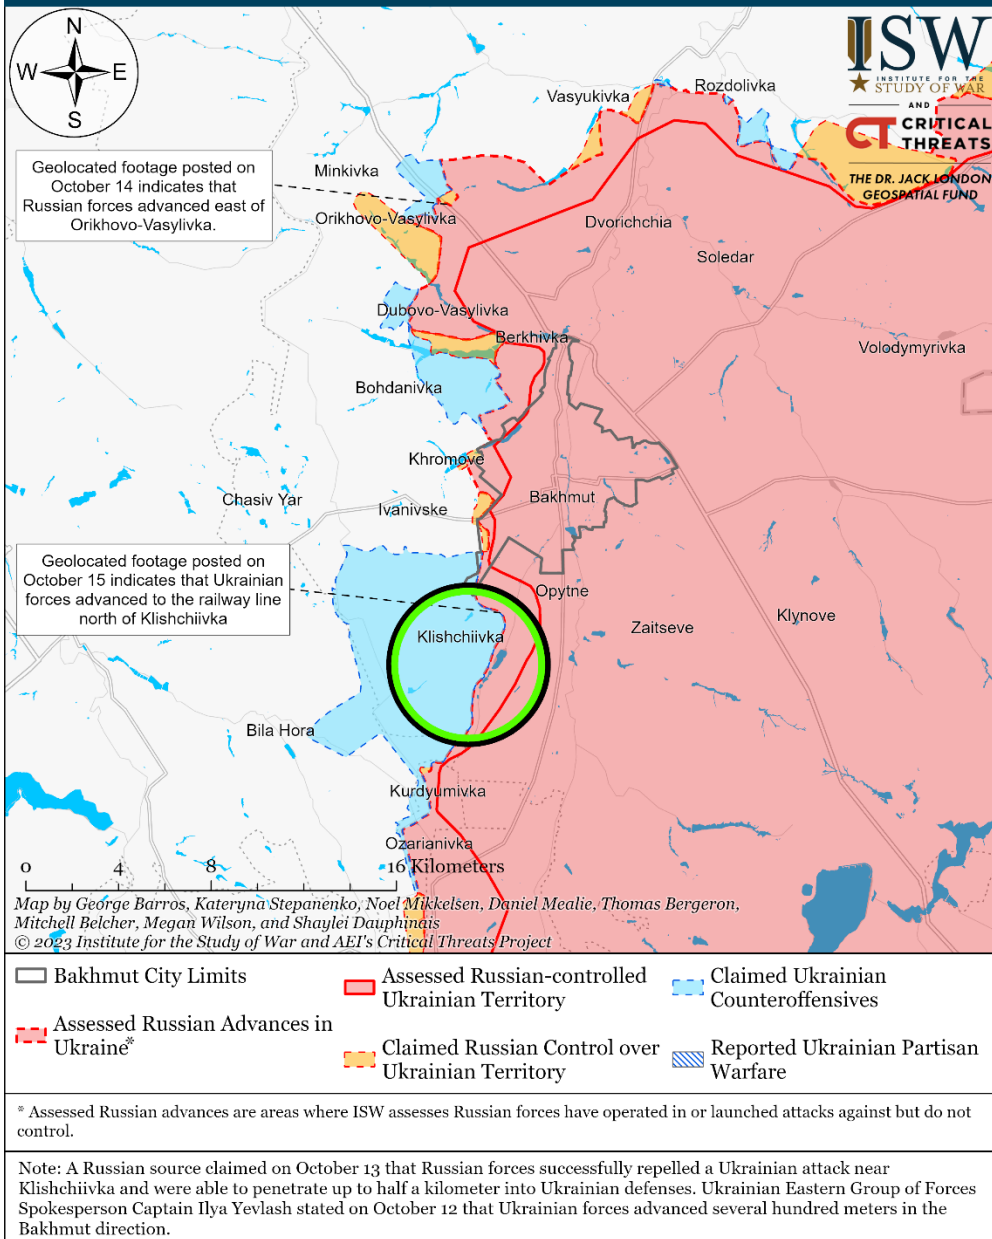 N
W
E
S
ISW
INSTITUTE FOR THE
STUDY OF WAR
AND
CT CRITICAL
THREATS
THE DR. JACK LONDON
GEOSPATIAL FUND
Geolocated footage posted on
October 14 indicates that
Russian forces advanced east of
Orikhovo-Vasylivka.
Rozdolivka
Vasyukivka
Minkivka
Orikhovo-Vasylivka
Dvorichchia
Soledar
Dubovo-Vasylivka
Berkhivka
Volodymyrivka
Bohdanivka
Khromove
Chasiv Yar
Ivanivske
Bakhmut
Geolocated footage posted on
October 15 indicates that Ukrainian
forces advanced to the railway line
north of Klishchiivka
Opytne
Klishchiivka
Zaitseve
Klynove
Bila Hora
Kurdyumivka
Ozarianivka
0 4 8 16 Kilometers
Map by George Barros, Kateryna Stepanenko, Noel Mikkelsen, Daniel Mealie, Thomas Bergeron,
Mitchell Belcher, Megan Wilson, and Shaylei Dauphinais
© 2023 Institute for the Study of War and AEI's Critical Threats Project
Bakhmut City Limits
Assessed Russian Advances in
Ukraine*
Assessed Russian-controlled
Ukrainian Territory
Claimed Russian Control over
Ukrainian Territory
Claimed Ukrainian
Counteroffensives
Reported Ukrainian Partisan
Warfare
* Assessed Russian advances are areas where ISW assesses Russian forces have operated in or launched attacks against but do not
control.
Note: A Russian source claimed on October 13 that Russian forces successfully repelled a Ukrainian attack near
Klishchiivka and were able to penetrate up to half a kilometer into Ukrainian defenses. Ukrainian Eastern Group of Forces
Spokesperson Captain Ilya Yevlash stated on October 12 that Ukrainian forces advanced several hundred meters in the
Bakhmut direction.